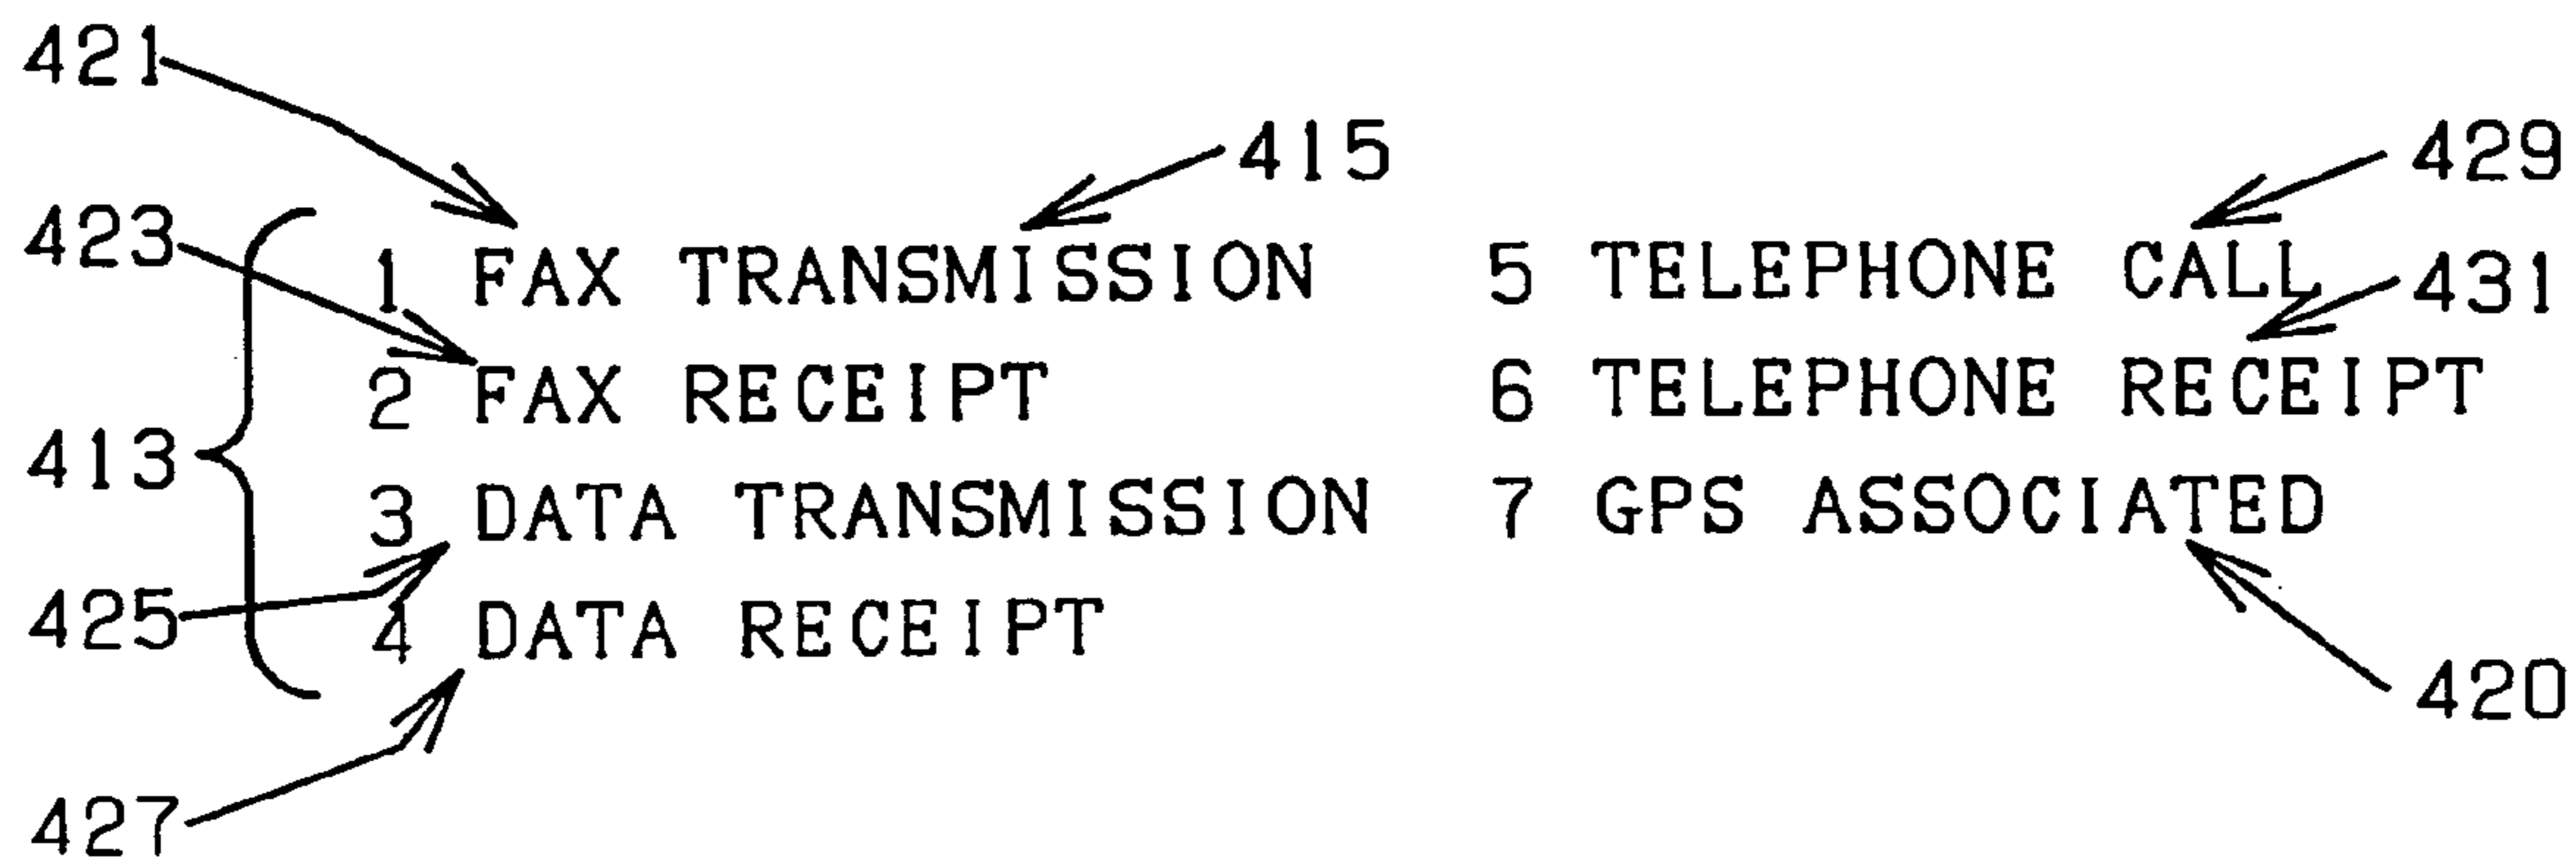 421
415
429
423
1 FAX TRANSMISSION 5 TELEPHONE CALL
431
2 FAX RECEIPT 6 TELEPHONE RECEIPT
413
3 DATA TRANSMISSION 7 GPS ASSOCIATED
425
4 DATA RECEIPT
420
427